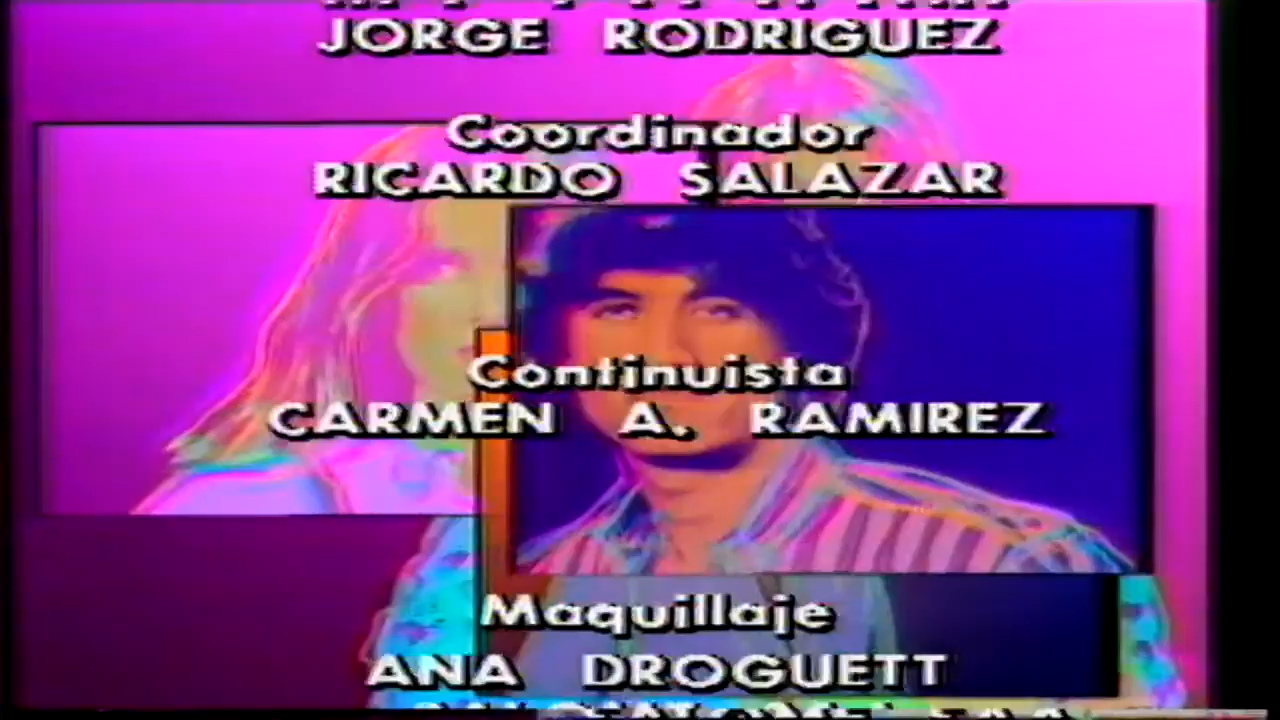 JORGE RODRIGUEZ
Coordinador
RICARDO SALAZAR
Continuista
CARMEN A. RAMIREZ
Maquillaje
ANA DROGUETT